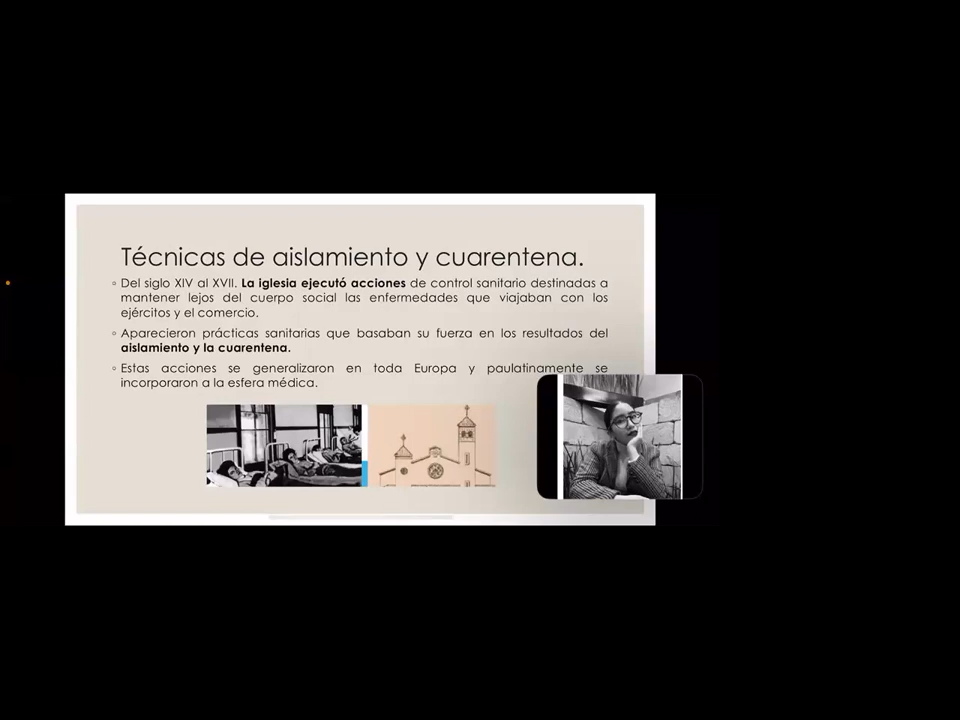 Técnicas de aislamiento y cuarentena.
◦ Del siglo XIV al XVII. La iglesia ejecutó acciones de control sanitario destinadas a
mantener lejos del cuerpo social las enfermedades que viajaban con los
ejércitos y el comercio.
◦ Aparecieron prácticas sanitarias que basaban su fuerza en los resultados del
aislamiento y la cuarentena.
◦ Estas acciones se generalizaron en toda Europa y paulatinamente se
incorporaron a la esfera médica.